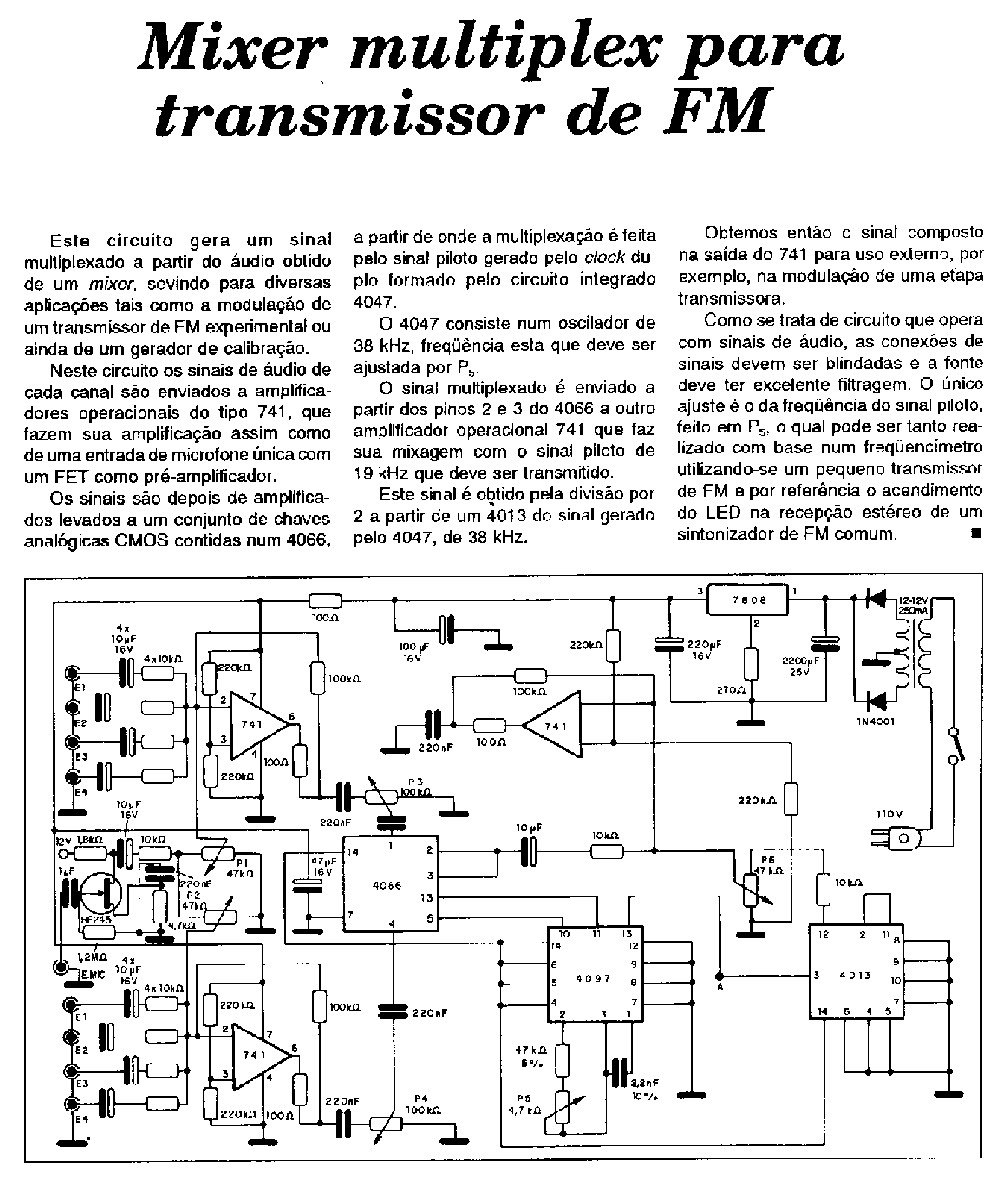 Mixer multiplex para
transmissor de FM
Este circuito gera um sinal
multiplexado a partir do áudio obtido
de um mixer, sevindo para diversas
aplicações tais como a modulação de
um transmissor de FM experimental ou
ainda de um gerador de calibração.
Neste circuito os sinais de áudio de
cada canal são enviados a amplifica-
dores operacionais do tipo 741, que
fazem sua amplificação assim como
de uma entrada de microfone única com
um FET como pré-amplificador.
Os sinais são depois de amplifica-
dos levados a um conjunto de chaves
analógicas CMOS contidas num 4066,
a partir de onde a multiplexação é feita
pelo sinal piloto gerado pelo clock du-
plo formado pelo circuito integrado
4047.
O 4047 consiste num oscilador de
38 kHz, freqüência esta que deve ser
ajustada por P5.
O sinal multiplexado é enviado a
partir dos pinos 2 e 3 do 4066 a outro
amplificador operacional 741 que faz
sua mixagem com o sinal piloto de
19 kHz que deve ser transmitido.
Este sinal é obtido pela divisão por
2 a partir de um 4013 do sinal gerado
pelo 4047, de 38 kHz.
Obtemos então o sinal composto
na saída do 741 para uso externo, por
exemplo, na modulação de uma etapa
transmissora.
Como se trata de circuito que opera
com sinais de áudio, as conexões de
sinais devem ser blindadas e a fonte
deve ter excelente filtragem. O único
ajuste é o da freqüência do sinal piloto,
feito em P5, o qual pode ser tanto rea-
lizado com base num freqüencímetro
utilizando-se um pequeno transmissor
de FM e por referência o acendimento
do LED na recepção estéreo de um
sintonizador de FM comum. ■
3 7808 1
2
12-12V
250mA
100Ω
100µF
16V
220kΩ
220µF
16V
270Ω
2200µF
25V
1N4001
110V
4x
10µF
16V
4x10kΩ
E1
E2
E3
E4
220kΩ
220kΩ
2
3
7
4
6
741
100kΩ
100Ω
220nF
P3
100kΩ
220nF
100Ω
100kΩ
741
220kΩ
10µF
16V
12V
1,8kΩ
10kΩ
P1
47kΩ
1µF
220nF
P2
47kΩ
MF245
4,7kΩ
1,2MΩ
EMIC
47µF
16V
14
7
1
4066
2
3
13
5
4
10µF
10kΩ
P6
47kΩ
10kΩ
10 11 13 12
14
6
5
4
4097
9
8
7
2 3 1
47kΩ
5%
P5
4,7kΩ
2,2nF
10%
A
12 2 11
3
4013
8
9
10
7
14 6 4 5
4x
10µF
16V
4x10kΩ
E1
E2
E3
E4
220kΩ
220kΩ
2
3
7
4
6
741
100kΩ
100Ω
220nF
P4
100kΩ
220nF